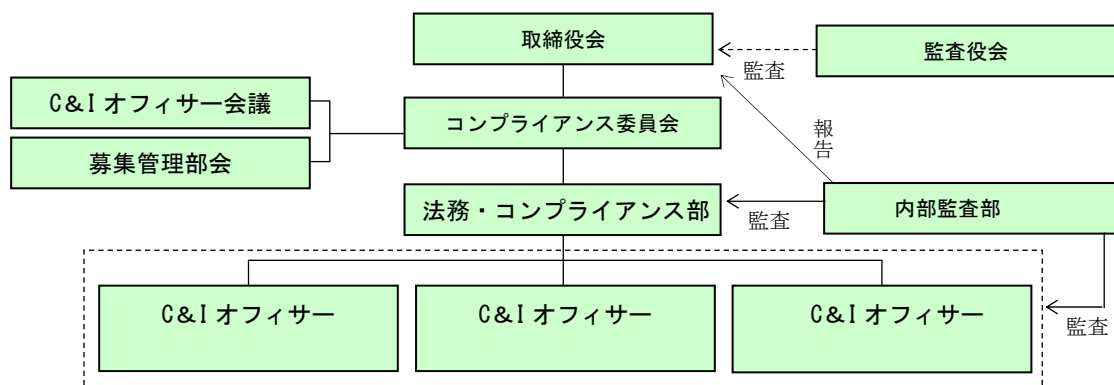 取締役会
監査役会
監査
C&Iオフィサー会議
コンプライアンス委員会
報告
募集管理部会
法務・コンプライアンス部
監査
内部監査部
C&Iオフィサー
C&Iオフィサー
C&Iオフィサー
監査